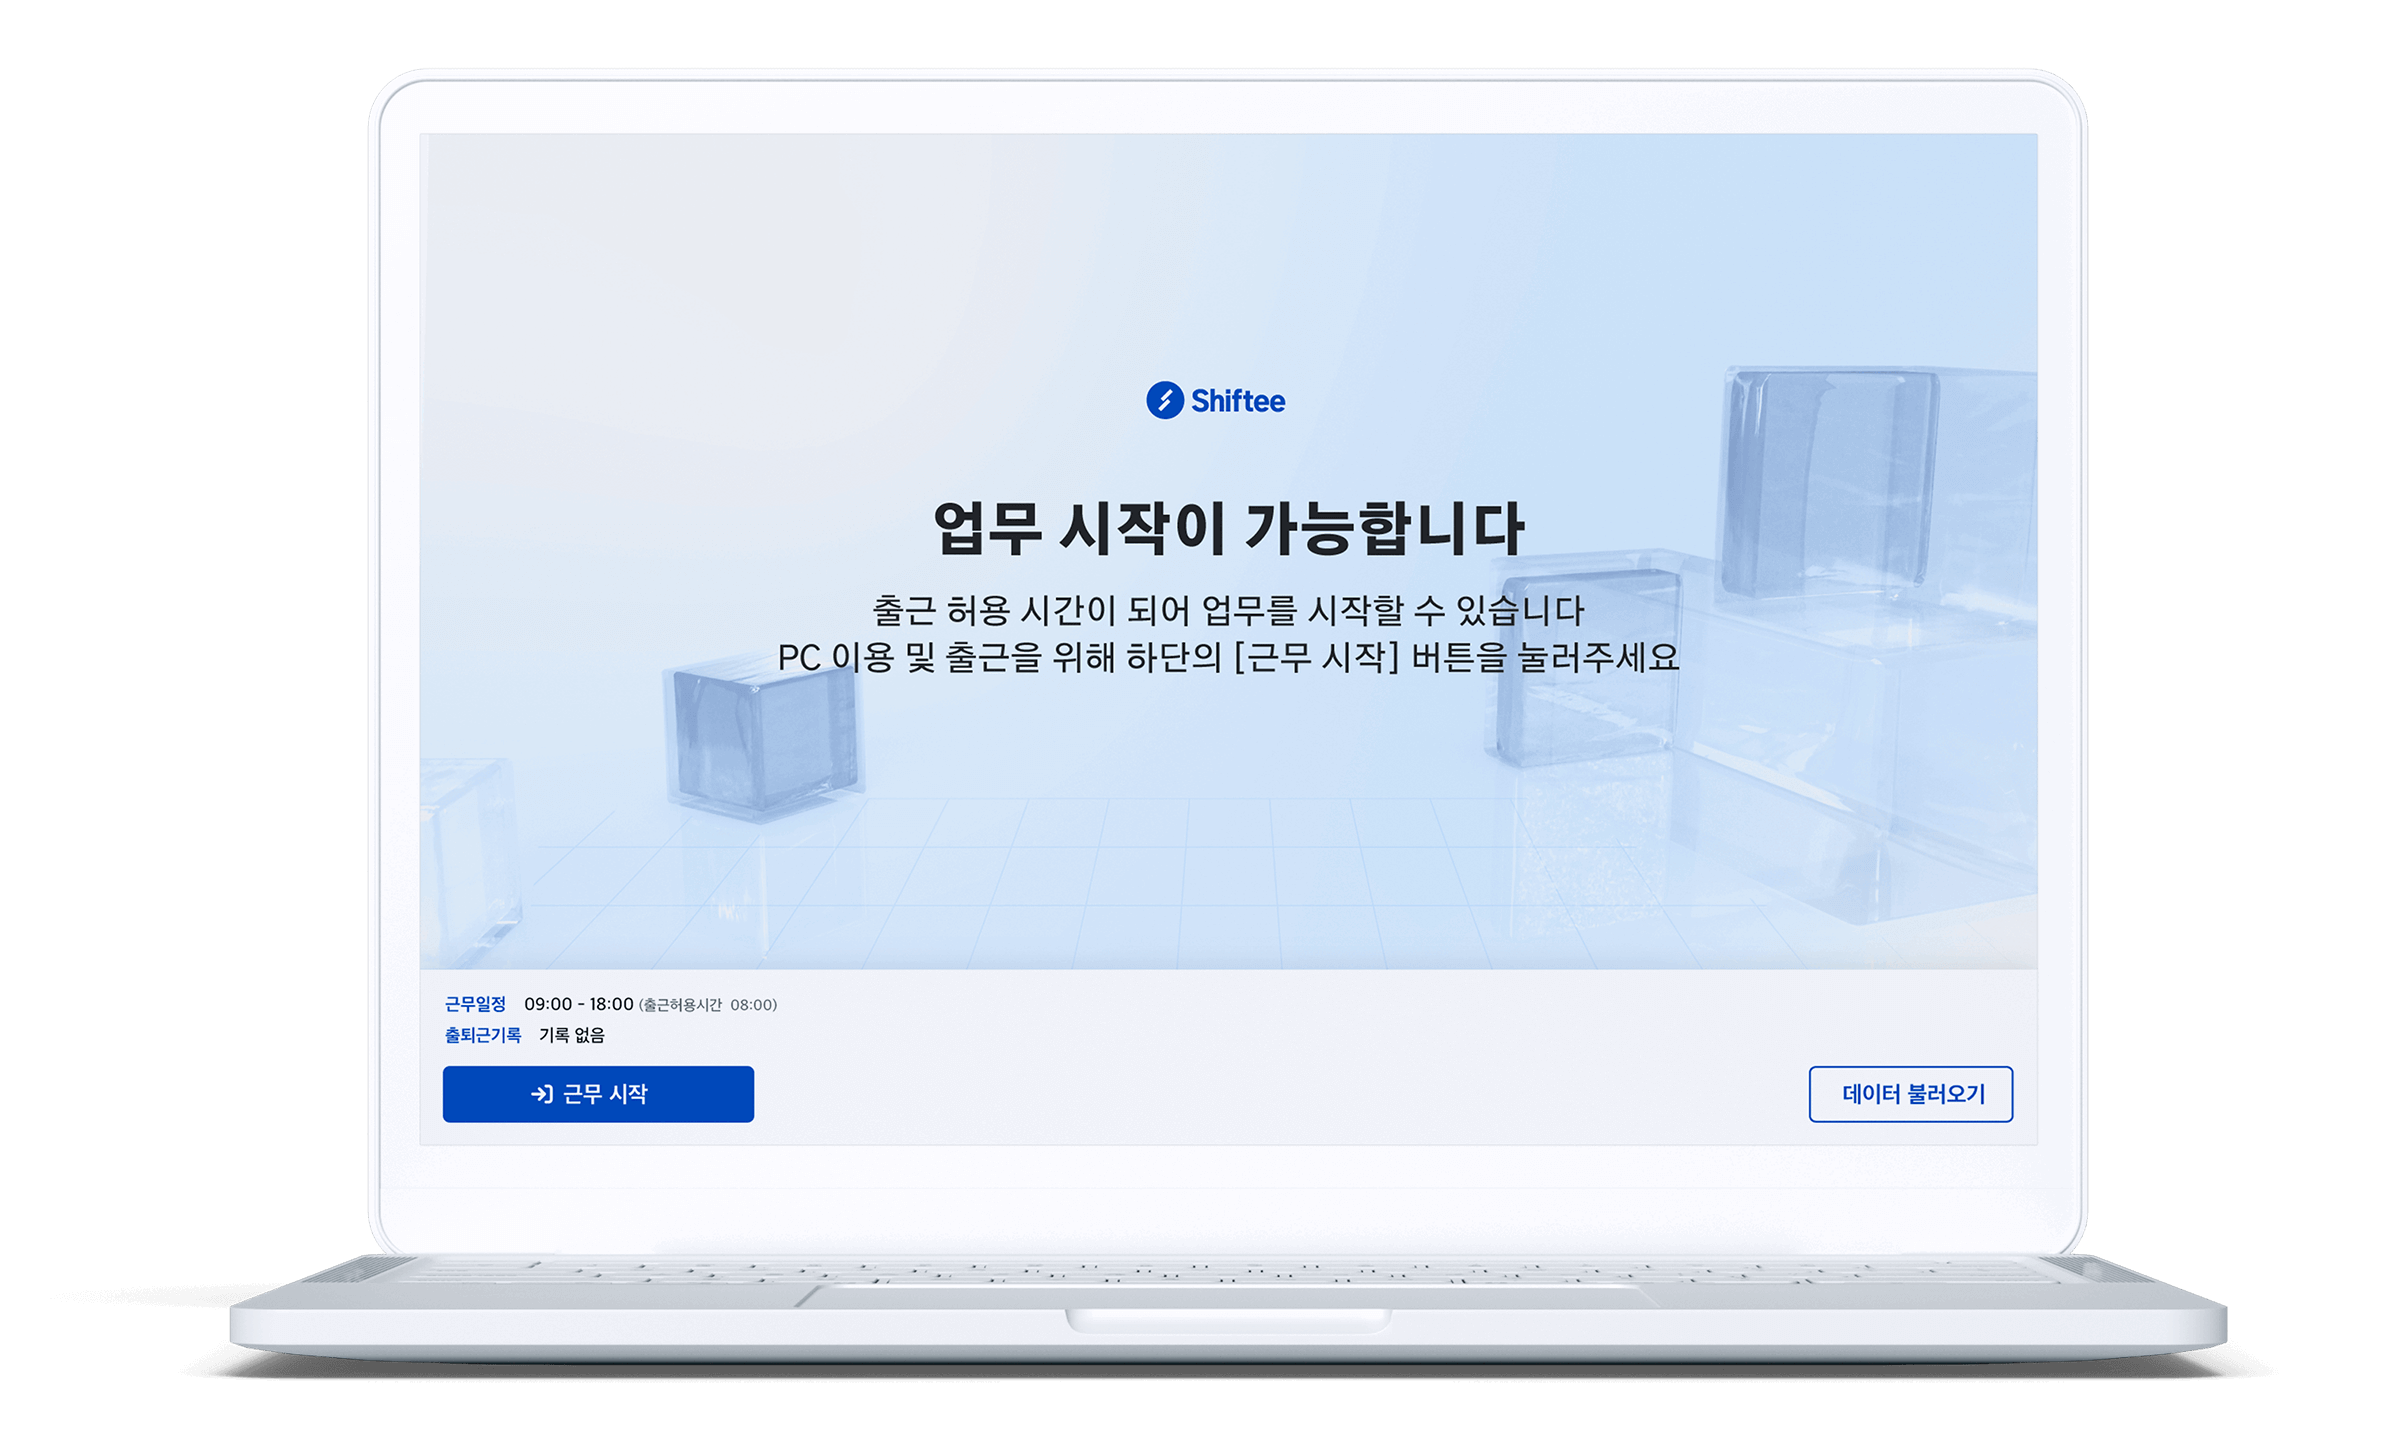 Shiftee
업무 시작이 가능합니다
출근 허용 시간이 되어 업무를 시작할 수 있습니다
PC 이용 및 출근을 위해 하단의 [근무 시작] 버튼을 눌러주세요
근무일정 09:00 - 18:00 (출근허용시간 08:00)
출퇴근기록 기록 없음
근무 시작
데이터 불러오기